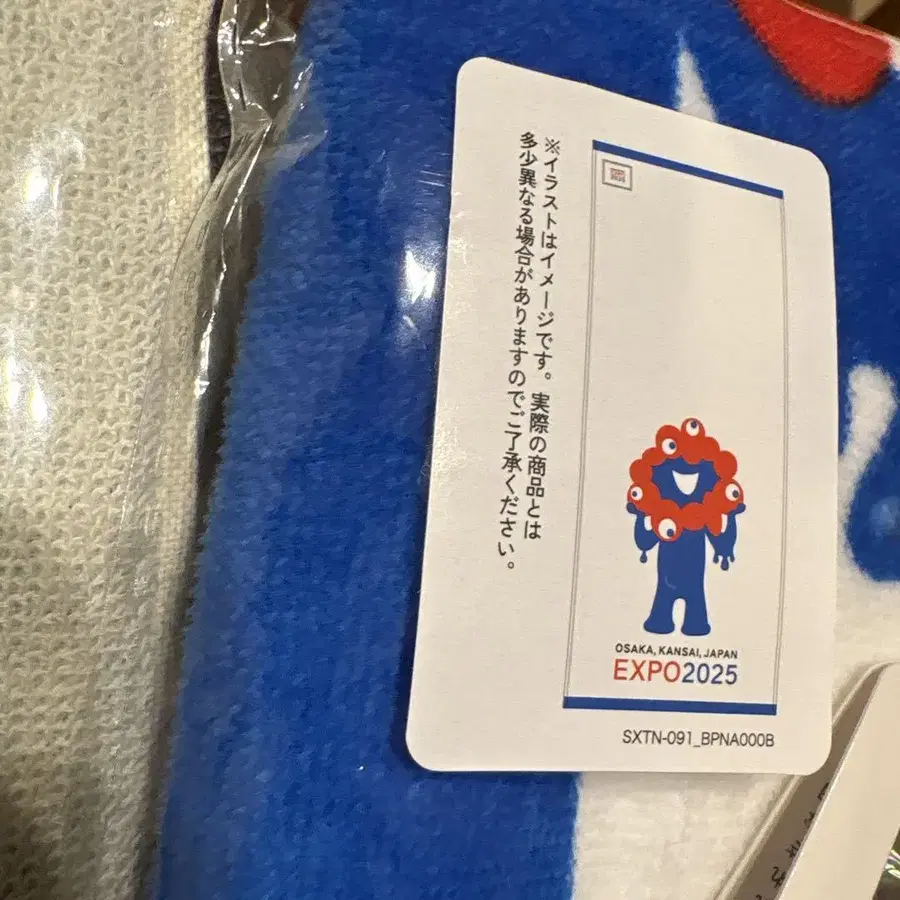 ※イラストはイメージです。実際の商品とは
多少異なる場合がありますのでご了承ください。
OSAKA, KANSAI, JAPAN
EXPO2025
SXTN-091_BPNA000B